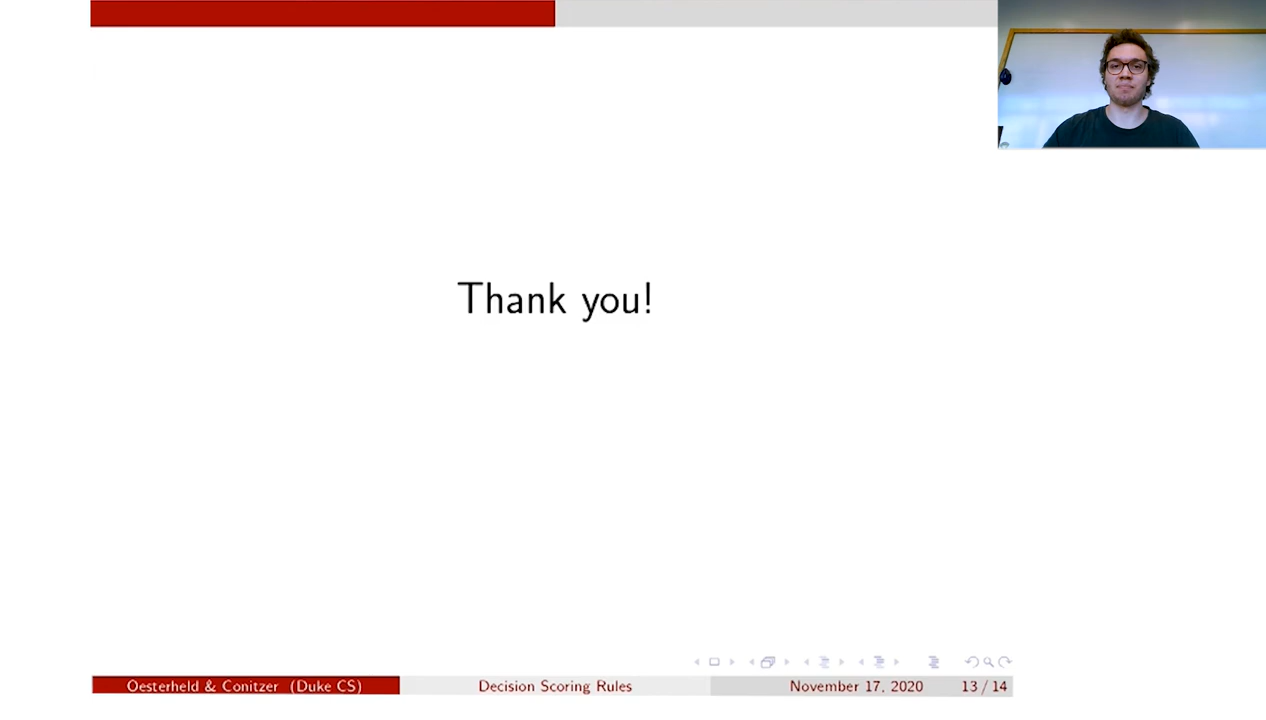 Thank you!
Oesterheld & Conitzer (Duke CS) Decision Scoring Rules November 17, 2020 13 / 14